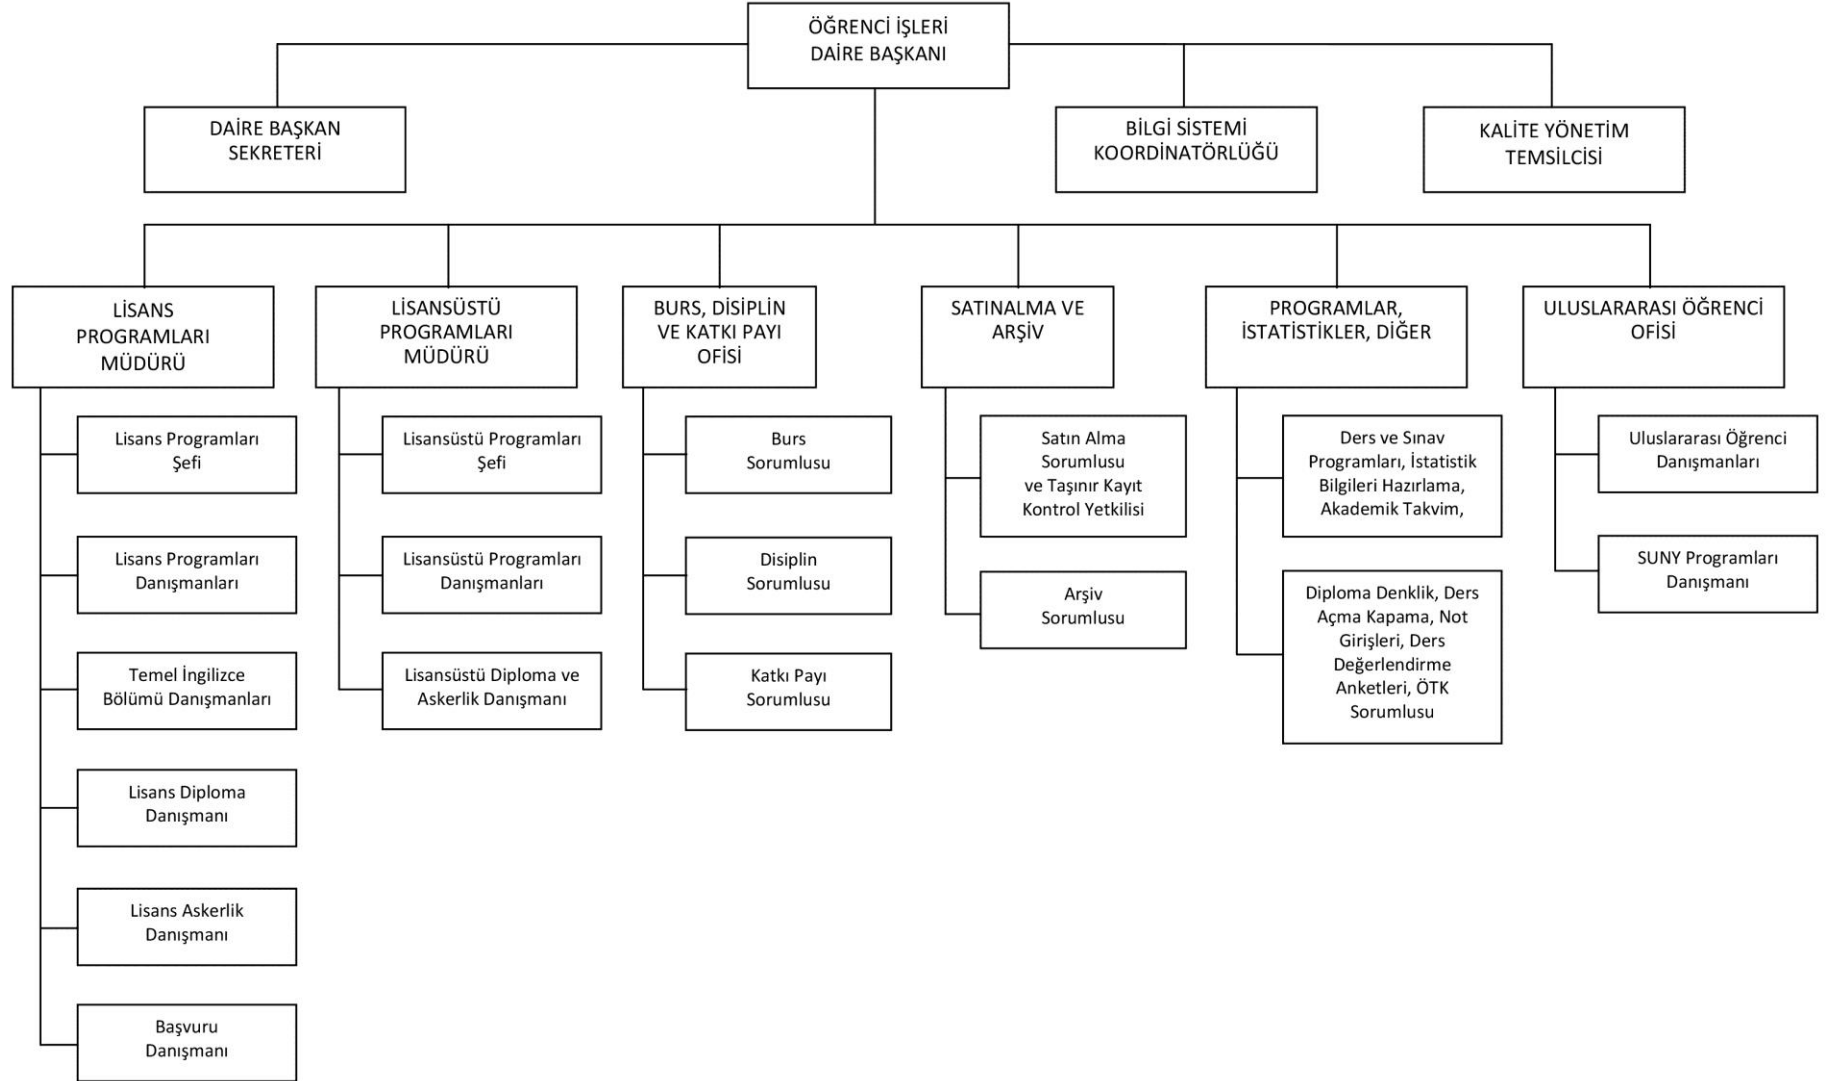 ÖĞRENCİ İŞLERİ
DAİRE BAŞKANI
DAİRE BAŞKAN
SEKRETERİ
BİLGİ SİSTEMİ
KOORDİNATÖRLÜĞÜ
KALİTE YÖNETİM
TEMSİLCİSİ
LİSANS
PROGRAMLARI
MÜDÜRÜ
LİSANSÜSTÜ
PROGRAMLARI
MÜDÜRÜ
BURS, DİSİPLİN
VE KATKI PAYI
OFİSİ
SATINALMA VE
ARŞİV
PROGRAMLAR,
İSTATİSTİKLER, DİĞER
ULUSLARARASI ÖĞRENCİ
OFİSİ
Lisans Programları
Şefi
Lisans Programları
Danışmanları
Temel İngilizce
Bölümü Danışmanları
Lisans Diploma
Danışmanı
Lisans Askerlik
Danışmanı
Başvuru
Danışmanı
Lisansüstü Programları
Şefi
Lisansüstü Programları
Danışmanları
Lisansüstü Diploma ve
Askerlik Danışmanı
Burs
Sorumlusu
Disiplin
Sorumlusu
Katkı Payı
Sorumlusu
Satın Alma
Sorumlusu
ve Taşınır Kayıt
Kontrol Yetkilisi
Arşiv
Sorumlusu
Ders ve Sınav
Programları, İstatistik
Bilgileri Hazırlama,
Akademik Takvim,
Diploma Denklik, Ders
Açma Kapama, Not
Girişleri, Ders
Değerlendirme
Anketleri, ÖTK
Sorumlusu
Uluslararası Öğrenci
Danışmanları
SUNY Programları
Danışmanı